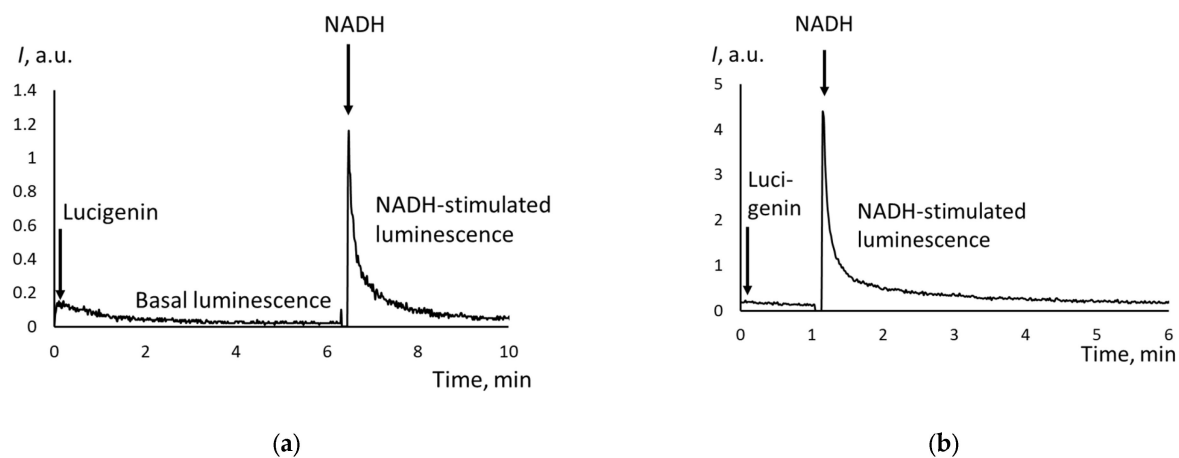 NADH
I, a.u.
1.4
1.2
1
0.8
0.6
0.4
0.2
0
Lucigenin
Basal luminescence
NADH-stimulated
luminescence
0 2 4 6 8 10
Time, min
(a)
NADH
I, a.u.
5
4
3
2
1
0
Luci-
genin
NADH-stimulated
luminescence
0 1 2 3 4 5 6
Time, min
(b)